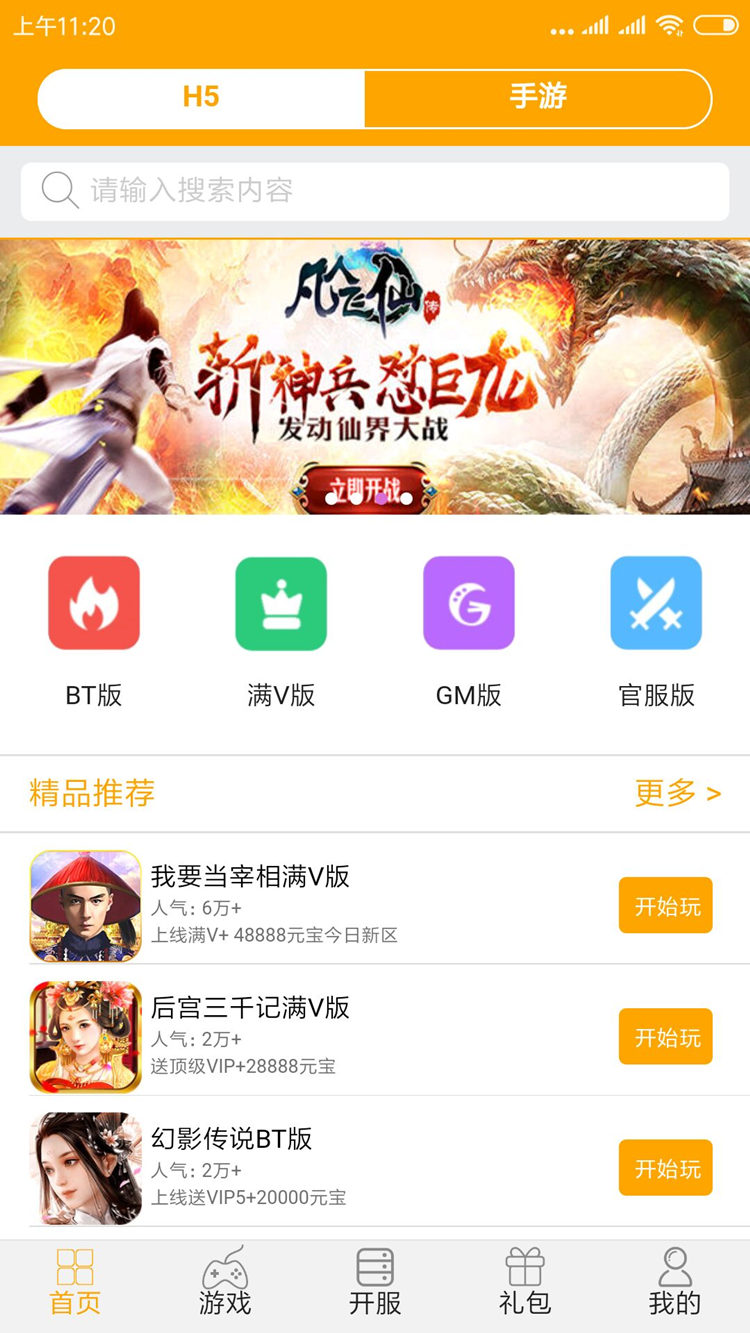 上午11:20
H5
手游
请输入搜索内容
凡人飞仙传
斩神兵 怼巨龙
发动仙界大战
立即开战
BT版
满V版
GM版
官服版
精品推荐
更多 >
我要当宰相满V版
人气: 6万+
上线满V+ 48888元宝今日新区
开始玩
后宫三千记满V版
人气: 2万+
送顶级VIP+28888元宝
开始玩
幻影传说BT版
人气: 2万+
上线送VIP5+20000元宝
开始玩
首页
游戏
开服
礼包
我的